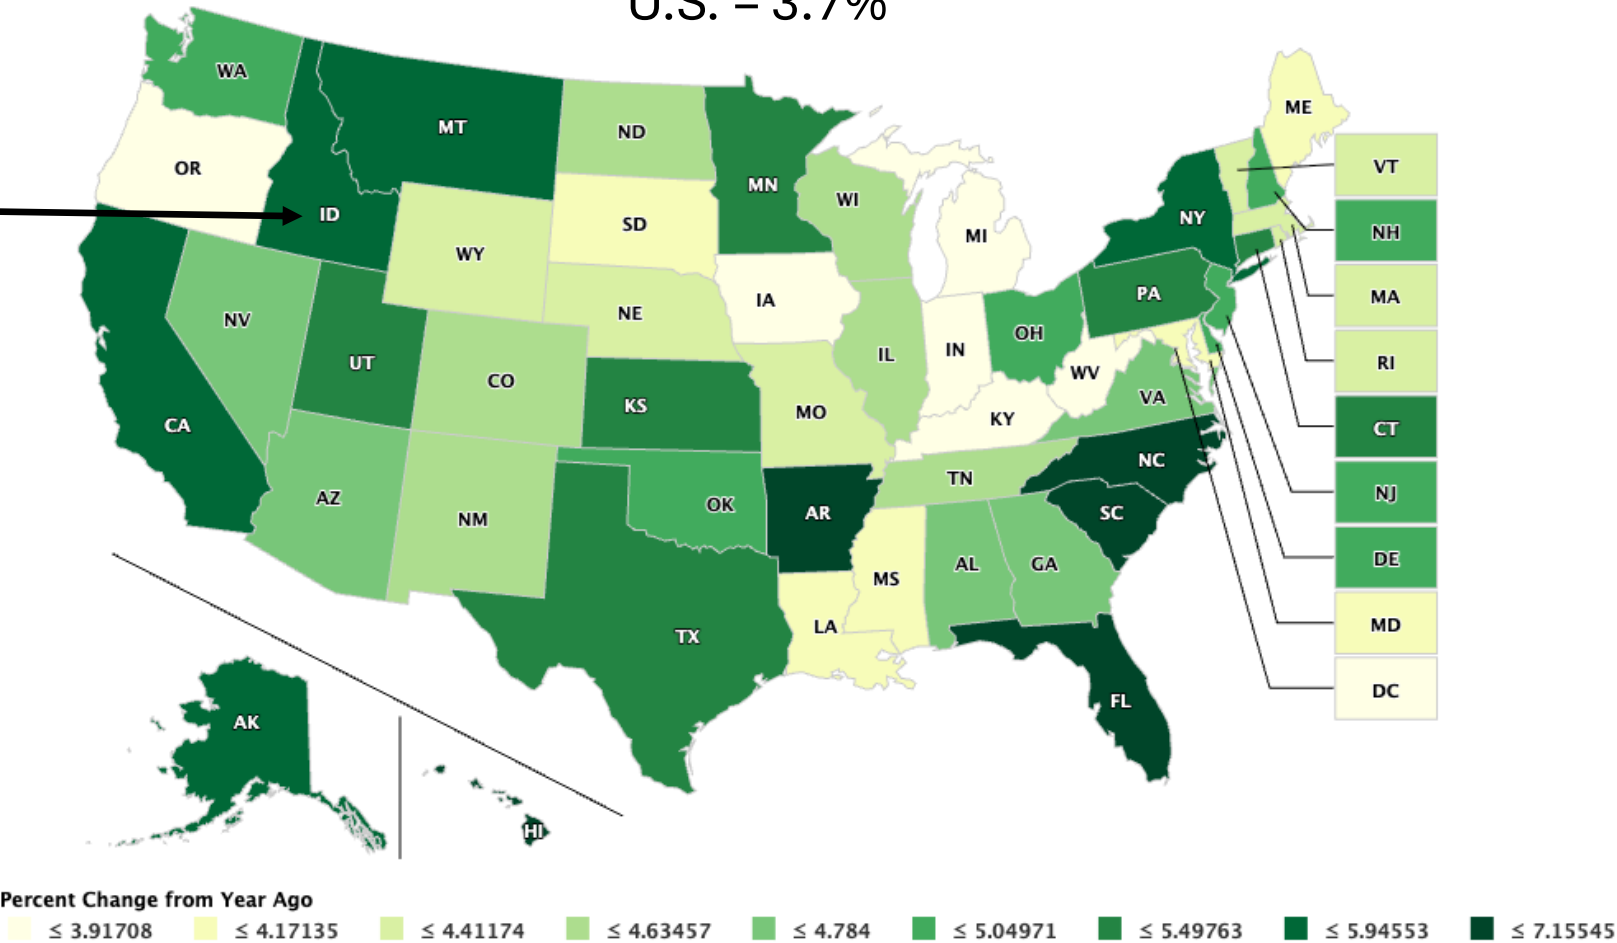 U.S. – 3.7%
WA
MT
ND
MN
OR
ID
SD
WI
WY
MI
NY
ME
VT
NH
MA
RI
CT
NJ
DE
MD
DC
NV
UT
CO
NE
IA
IL
IN
OH
PA
WV
VA
KY
CA
KS
MO
AZ
NM
OK
AR
TN
NC
SC
MS
AL
GA
LA
TX
FL
AK
HI
Percent Change from Year Ago
≤ 3.91708 ≤ 4.17135 ≤ 4.41174 ≤ 4.63457 ≤ 4.784 ≤ 5.04971 ≤ 5.49763 ≤ 5.94553 ≤ 7.15545